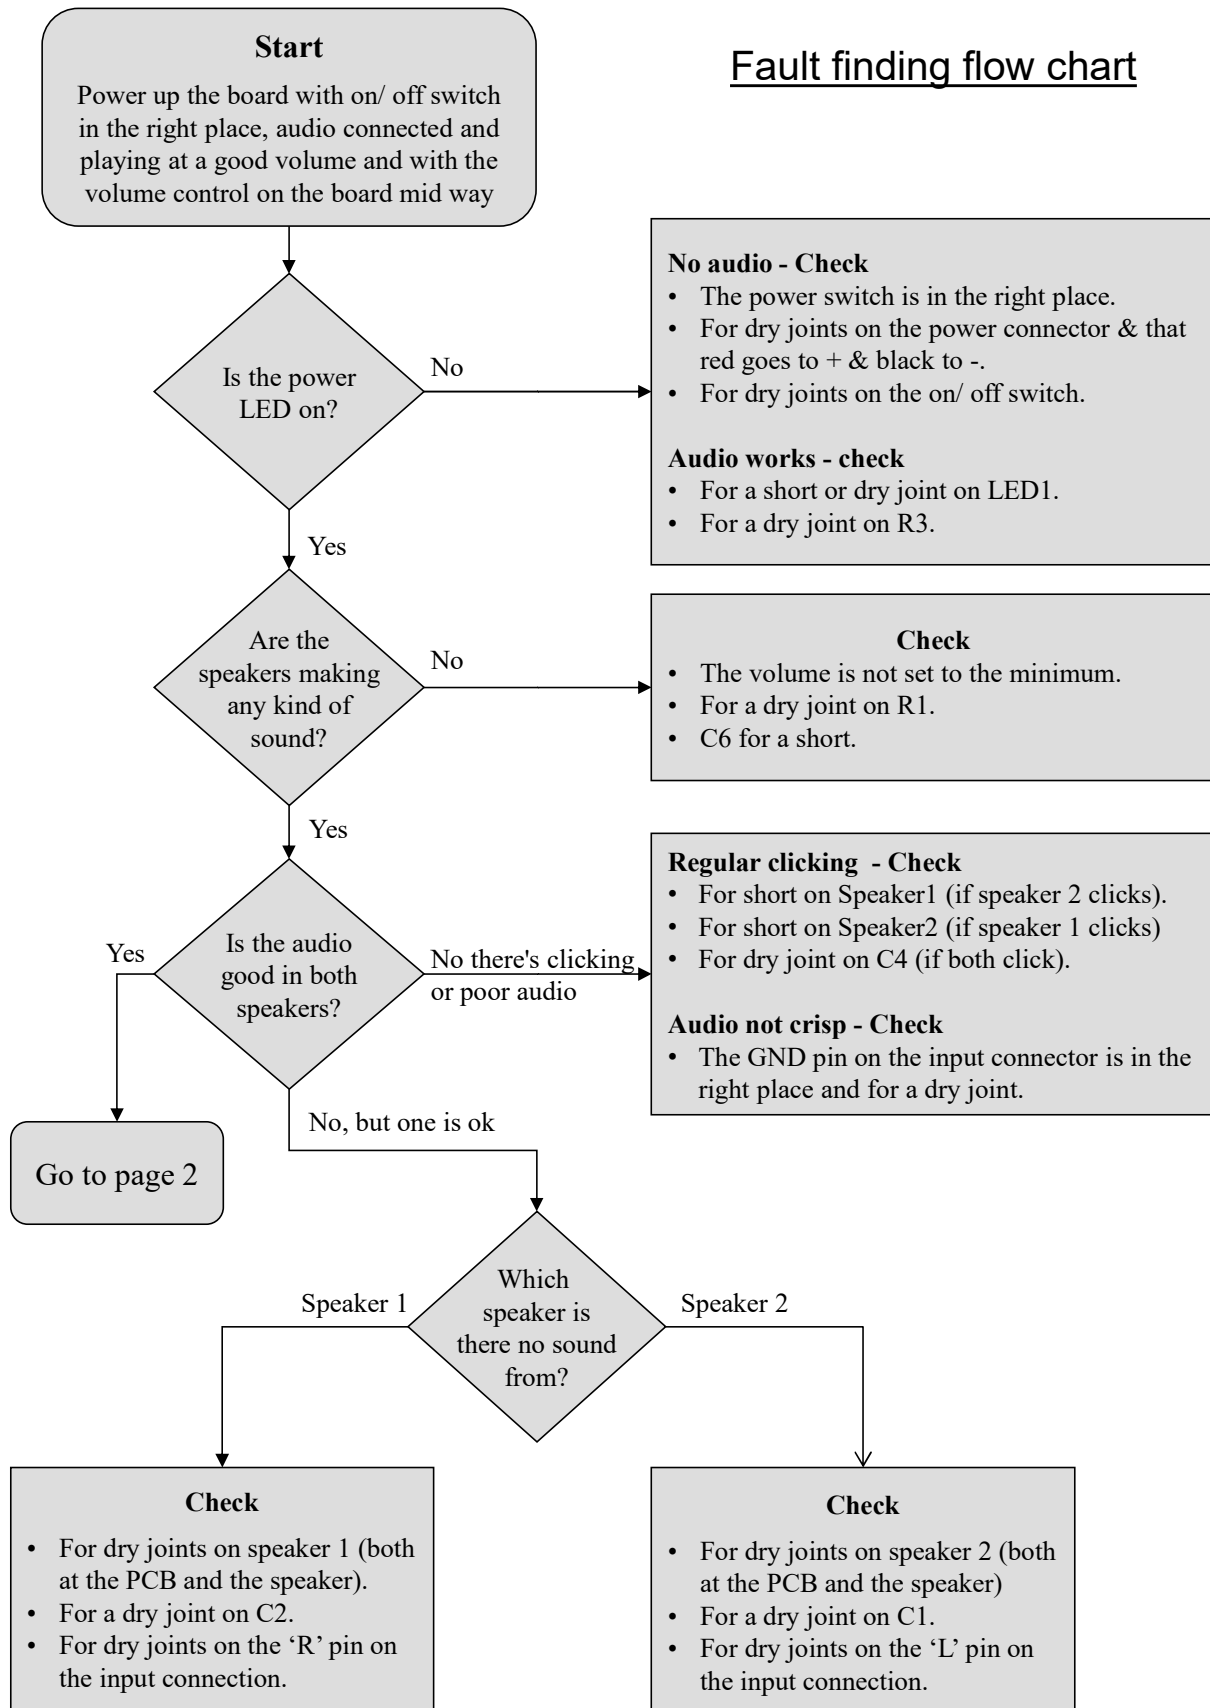 Start
Power up the board with on/ off switch
in the right place, audio connected and
playing at a good volume and with the
volume control on the board mid way
Fault finding flow chart
Is the power
LED on?
No
No audio - Check
• The power switch is in the right place.
• For dry joints on the power connector & that
red goes to + & black to -.
• For dry joints on the on/ off switch.
Audio works - check
• For a short or dry joint on LED1.
• For a dry joint on R3.
Yes
Are the
speakers making
any kind of
sound?
No
Check
• The volume is not set to the minimum.
• For a dry joint on R1.
• C6 for a short.
Yes
Is the audio
good in both
speakers?
Yes
Go to page 2
No there's clicking
or poor audio
Regular clicking  - Check
• For short on Speaker1 (if speaker 2 clicks).
• For short on Speaker2 (if speaker 1 clicks)
• For dry joint on C4 (if both click).
Audio not crisp - Check
• The GND pin on the input connector is in the
right place and for a dry joint.
No, but one is ok
Which
speaker is
there no sound
from?
Speaker 1
Speaker 2
Check
• For dry joints on speaker 1 (both
at the PCB and the speaker).
• For a dry joint on C2.
• For dry joints on the ‘R’ pin on
the input connection.
Check
• For dry joints on speaker 2 (both
at the PCB and the speaker)
• For a dry joint on C1.
• For dry joints on the ‘L’ pin on
the input connection.